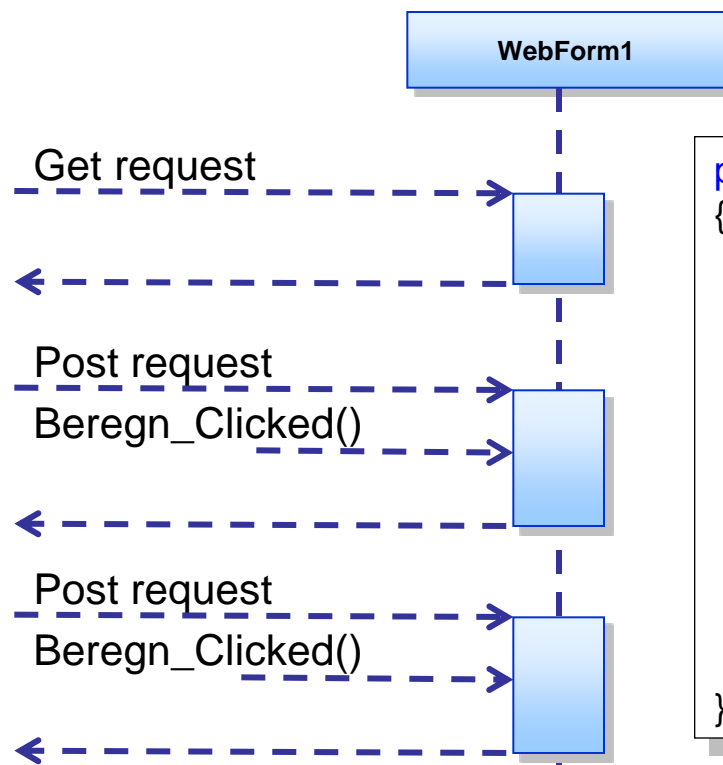 WebForm1
Get request
p
{
Post request
Beregn_Clicked()
Post request
Beregn_Clicked()
}